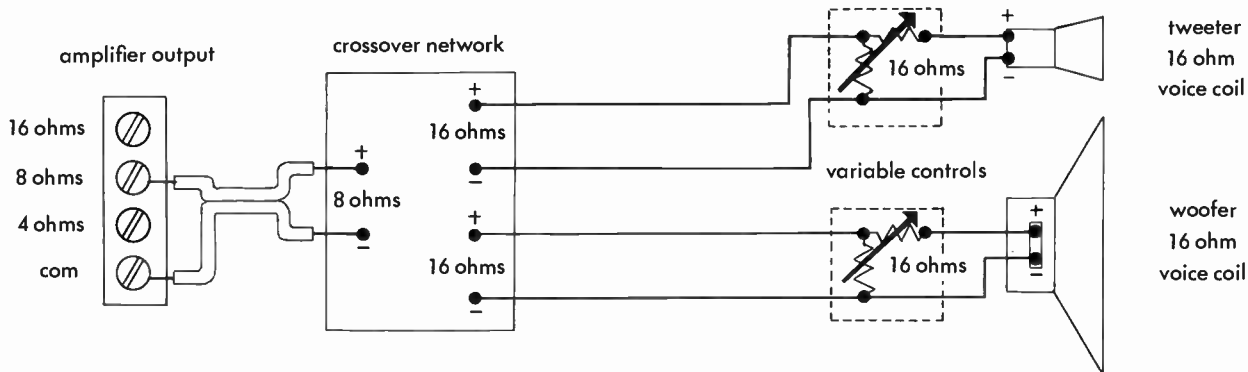 amplifier output
16 ohms
8 ohms
4 ohms
com
crossover network
+
8 ohms
–
+
16 ohms
–
+
16 ohms
–
16 ohms
variable controls
16 ohms
+
–
tweeter
16 ohm
voice coil
+
–
woofer
16 ohm
voice coil